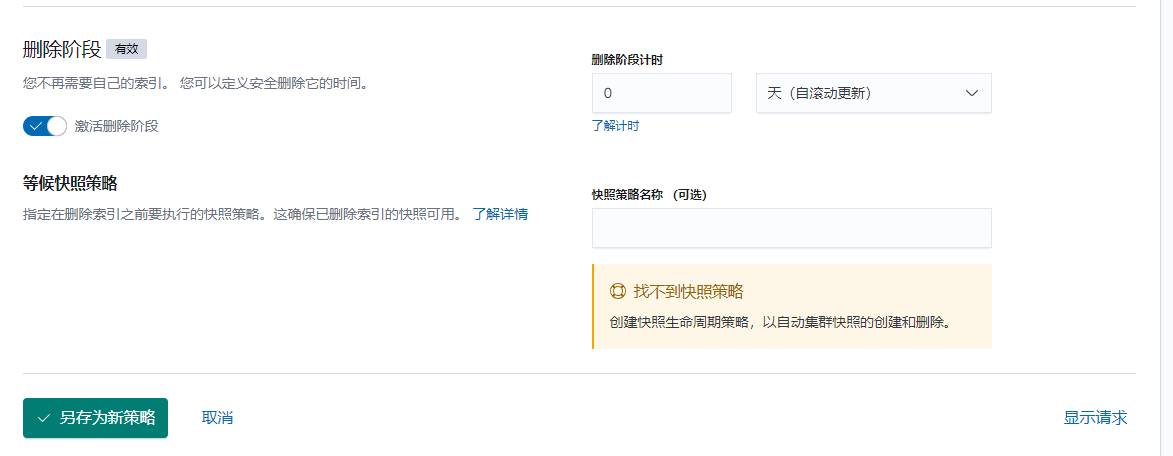 删除阶段 有效
您不再需要自己的索引。 您可以定义安全删除它的时间。
激活删除阶段
删除阶段计时
0 天（自滚动更新）
了解计时
等候快照策略
指定在删除索引之前要执行的快照策略。这确保已删除索引的快照可用。 了解详情
快照策略名称 （可选）
找不到快照策略
创建快照生命周期策略，以自动集群快照的创建和删除。
另存为新策略 取消 显示请求